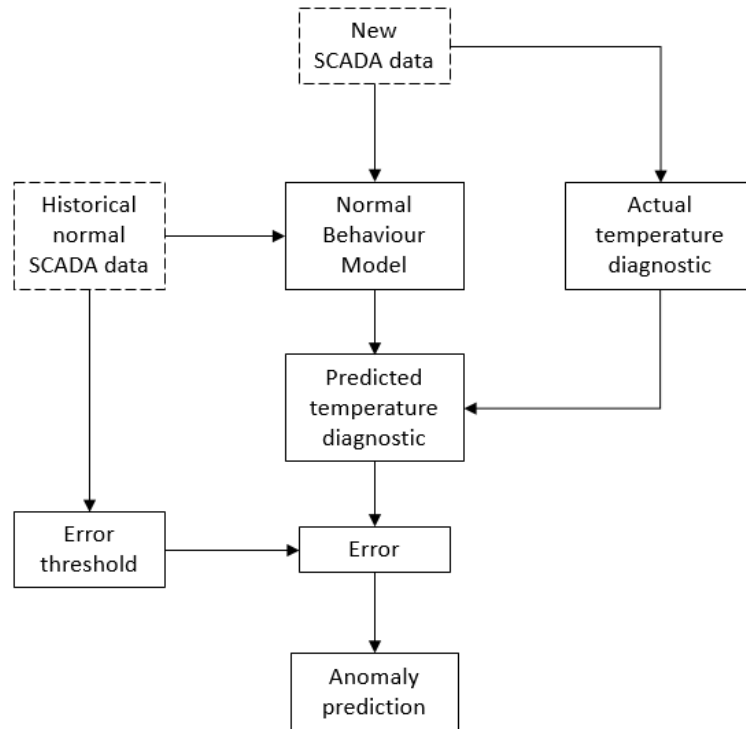 New
SCADA data
Historical
normal
SCADA data
Normal
Behaviour
Model
Actual
temperature
diagnostic
Predicted
temperature
diagnostic
Error
threshold
Error
Anomaly
prediction